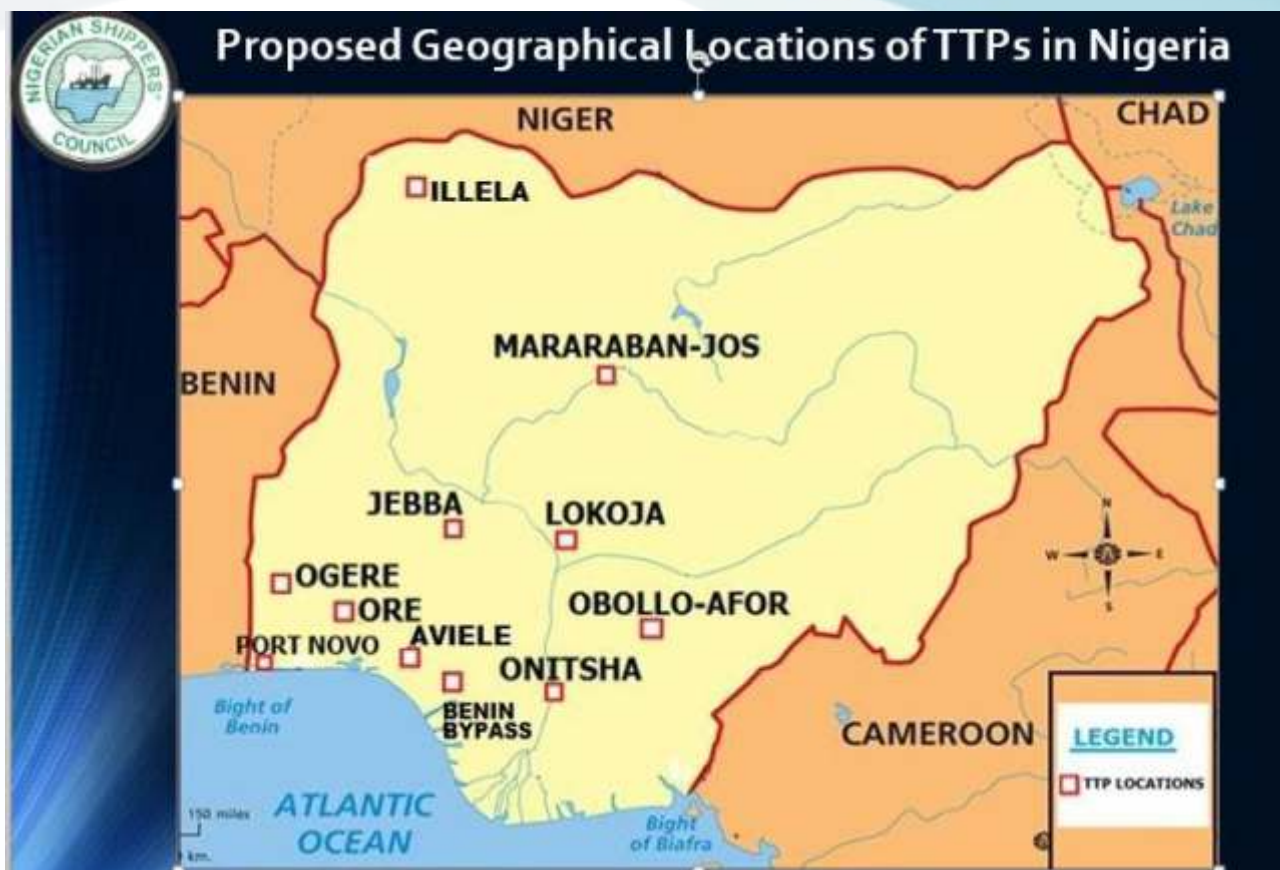 NIGERIAN SHIPPERS'
COUNCIL
Proposed Geographical Locations of TTPs in Nigeria
NIGER
CHAD
ILLELA
Lake
Chad
MARARABAN-JOS
BENIN
JEBBA
LOKOJA
N
W
E
S
OGERE
ORE
OBOLLO-AFOR
PORT NOVO
AVIELE
ONITSHA
Bight of
Benin
BENIN
BYPASS
CAMEROON
LEGEND
TTP LOCATIONS
150 miles
ATLANTIC
OCEAN
km.
Bight
of Biafra